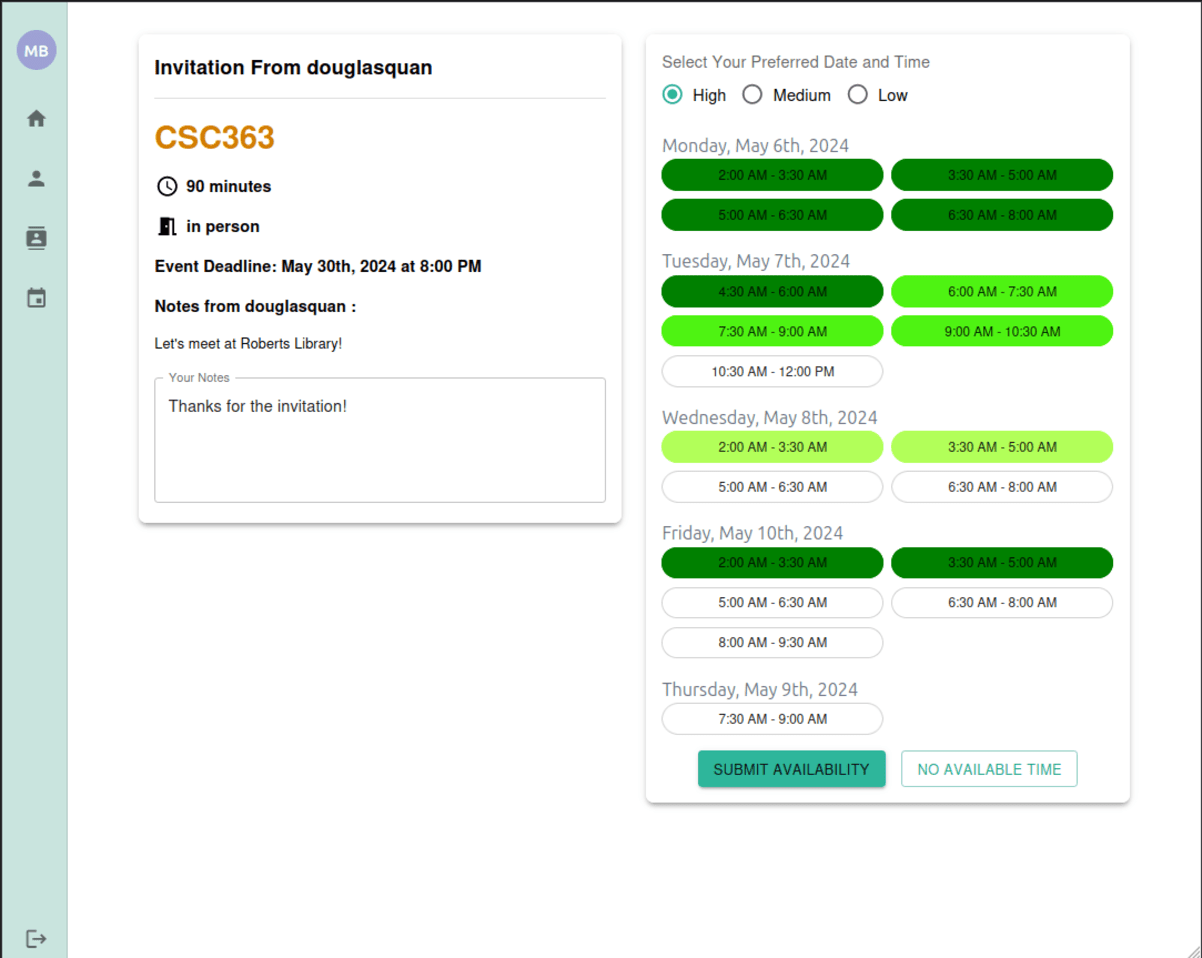 MB
Invitation From douglasquan
CSC363
90 minutes
in person
Event Deadline: May 30th, 2024 at 8:00 PM
Notes from douglasquan :
Let's meet at Roberts Library!
Your Notes
Thanks for the invitation!
Select Your Preferred Date and Time
High Medium Low
Monday, May 6th, 2024
2:00 AM - 3:30 AM 3:30 AM - 5:00 AM
5:00 AM - 6:30 AM 6:30 AM - 8:00 AM
Tuesday, May 7th, 2024
4:30 AM - 6:00 AM 6:00 AM - 7:30 AM
7:30 AM - 9:00 AM 9:00 AM - 10:30 AM
10:30 AM - 12:00 PM
Wednesday, May 8th, 2024
2:00 AM - 3:30 AM 3:30 AM - 5:00 AM
5:00 AM - 6:30 AM 6:30 AM - 8:00 AM
Friday, May 10th, 2024
2:00 AM - 3:30 AM 3:30 AM - 5:00 AM
5:00 AM - 6:30 AM 6:30 AM - 8:00 AM
8:00 AM - 9:30 AM
Thursday, May 9th, 2024
7:30 AM - 9:00 AM
SUBMIT AVAILABILITY NO AVAILABLE TIME